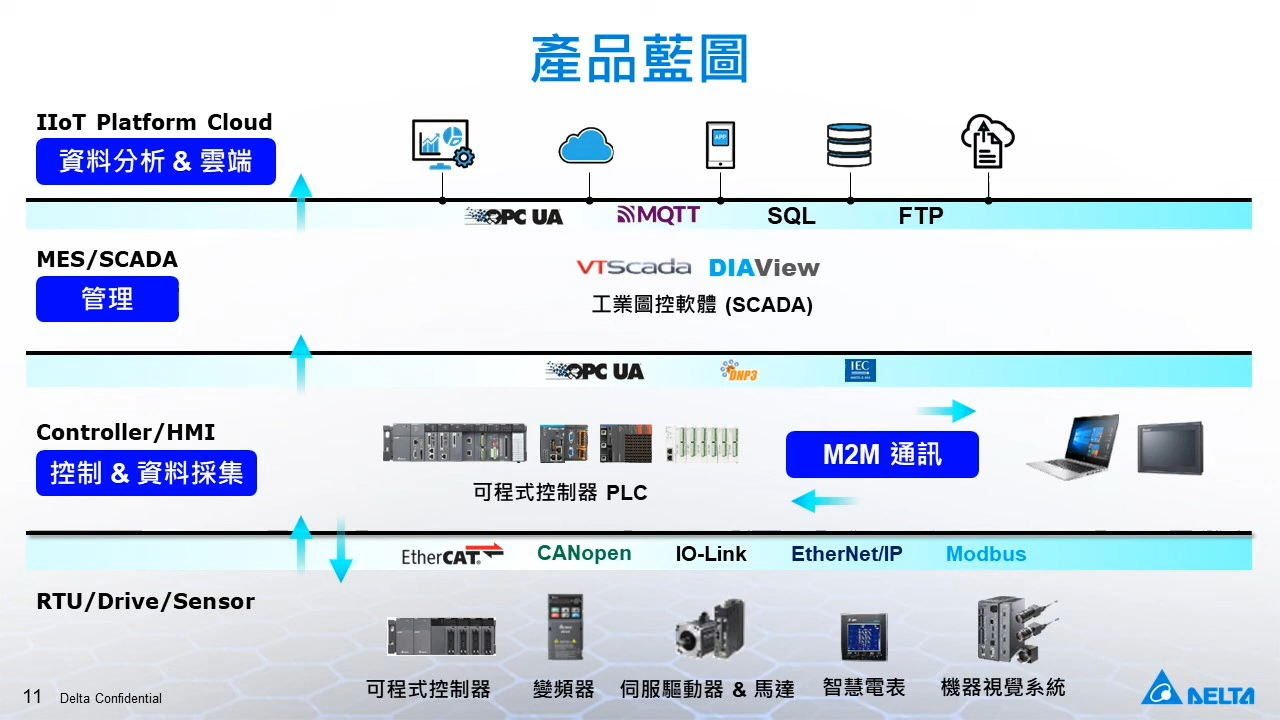 產品藍圖
IIoT Platform Cloud
資料分析 & 雲端
APP
OPC UA
MQTT
SQL
FTP
MES/SCADA
管理
VTScada
DIAView
工業圖控軟體 (SCADA)
OPC UA
DNP3
IEC
Controller/HMI
控制 & 資料採集
可程式控制器 PLC
M2M 通訊
EtherCAT
CANopen
IO-Link
EtherNet/IP
Modbus
RTU/Drive/Sensor
可程式控制器
變頻器
伺服驅動器 & 馬達
智慧電表
機器視覺系統
11
Delta Confidential
DELTA